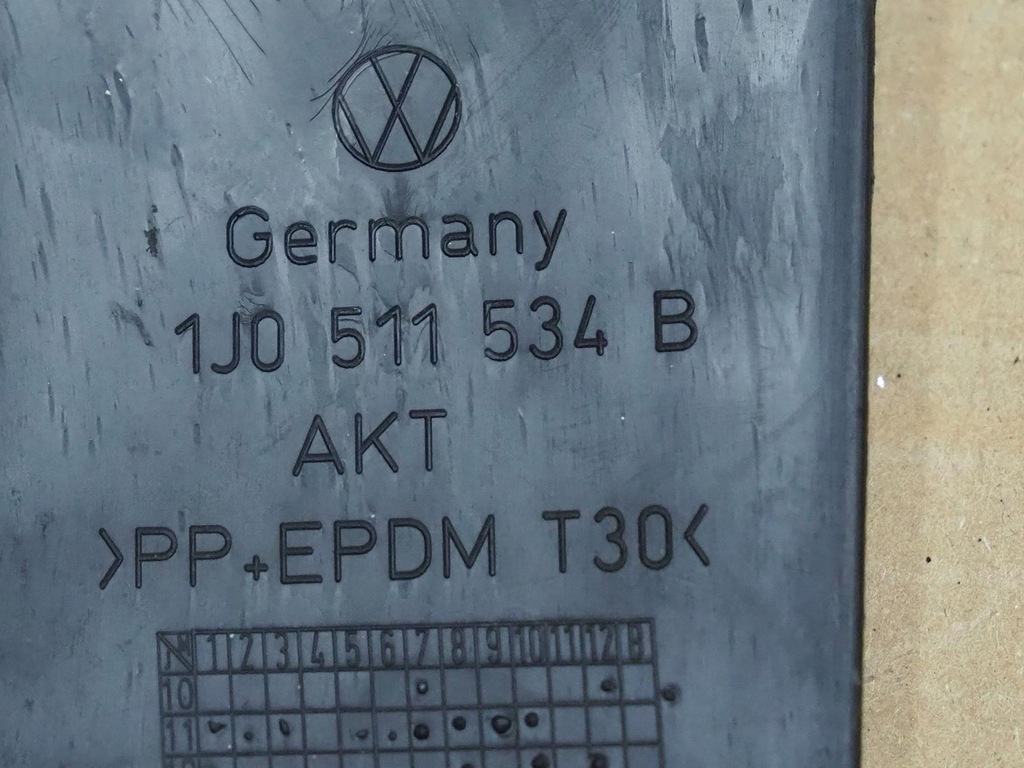 Germany
1J0 511 534 B
AKT
>PP+EPDM T30<
1 2 3 4 5 6 7 8 9 10 11 12 B
10
11